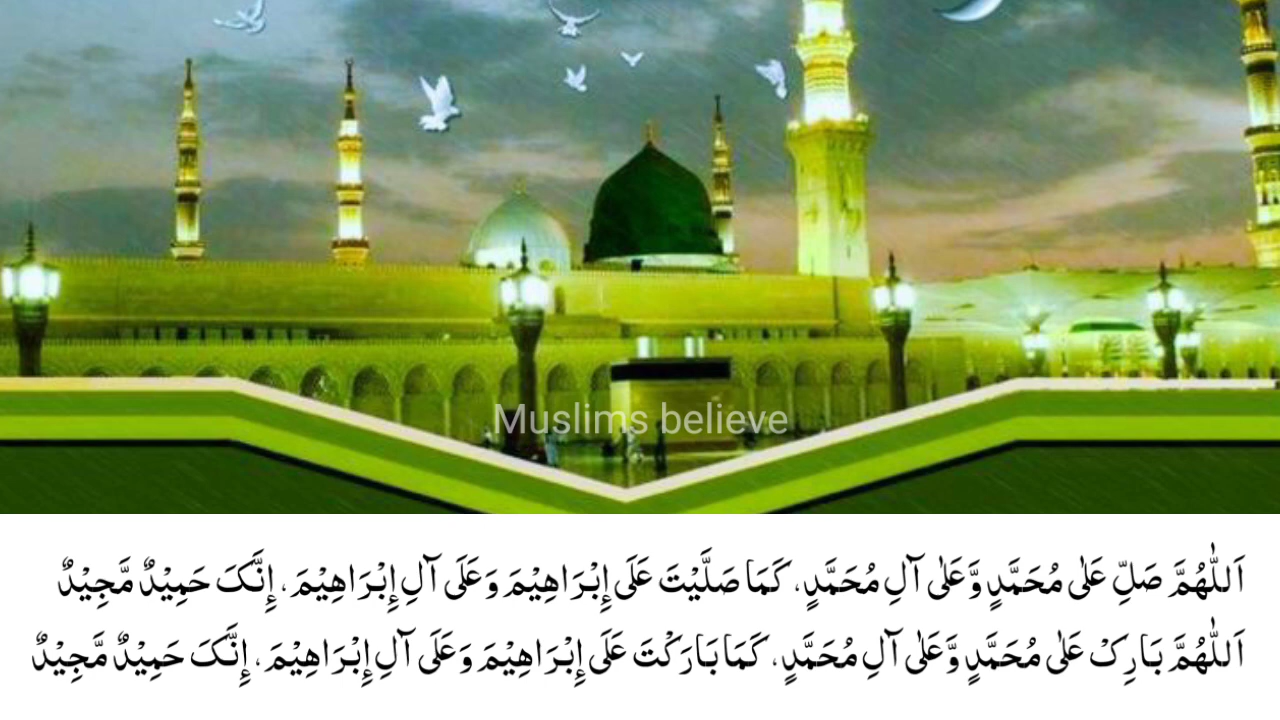 Muslims believe
اَللّٰهُمَّ صَلِّ عَلٰی مُحَمَّدٍ وَّعَلٰی آلِ مُحَمَّدٍ، کَمَا صَلَّیْتَ عَلَی إِبْرَاهِیْمَ وَعَلَی آلِ إِبْرَاهِیْمَ، إِنَّکَ حَمِیْدٌ مَّجِیْدٌ
اَللّٰهُمَّ بَارِکْ عَلٰی مُحَمَّدٍ وَّعَلٰی آلِ مُحَمَّدٍ، کَمَا بَارَکْتَ عَلَی إِبْرَاهِیْمَ وَعَلَی آلِ إِبْرَاهِیْمَ، إِنَّکَ حَمِیْدٌ مَّجِیْدٌ